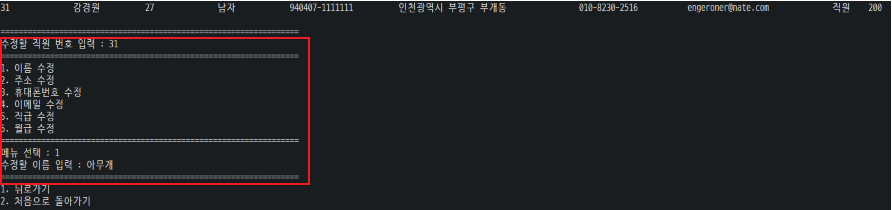 31 강경원 27 남자 940407-1111111 인천광역시 부평구 부개동 010-8230-2516 engeroner@nate.com 직원 200
==================================================================
수정할 직원 번호 입력 : 31
==================================================================
1. 이름 수정
2. 주소 수정
3. 휴대폰번호 수정
4. 이메일 수정
5. 직급 수정
6. 월급 수정
==================================================================
메뉴 선택 : 1
수정할 이름 입력 : 아무개
==================================================================
1. 뒤로가기
2. 처음으로 돌아가기